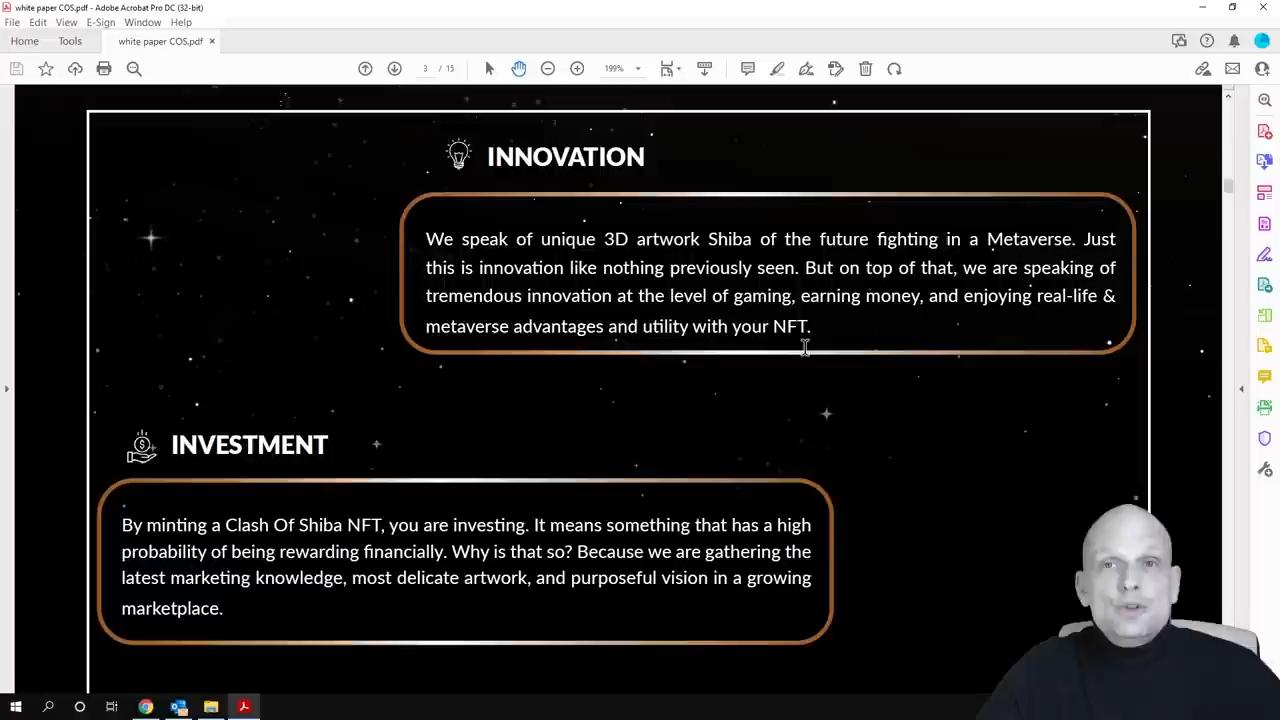 white paper COS.pdf - Adobe Acrobat Pro DC (32-bit)
File Edit View E-Sign Window Help
Home Tools white paper COS.pdf ×
3 / 15 199%
INNOVATION
We speak of unique 3D artwork Shiba of the future fighting in a Metaverse. Just
this is innovation like nothing previously seen. But on top of that, we are speaking of
tremendous innovation at the level of gaming, earning money, and enjoying real-life &
metaverse advantages and utility with your NFT.
INVESTMENT
By minting a Clash Of Shiba NFT, you are investing. It means something that has a high
probability of being rewarding financially. Why is that so? Because we are gathering the
latest marketing knowledge, most delicate artwork, and purposeful vision in a growing
marketplace.